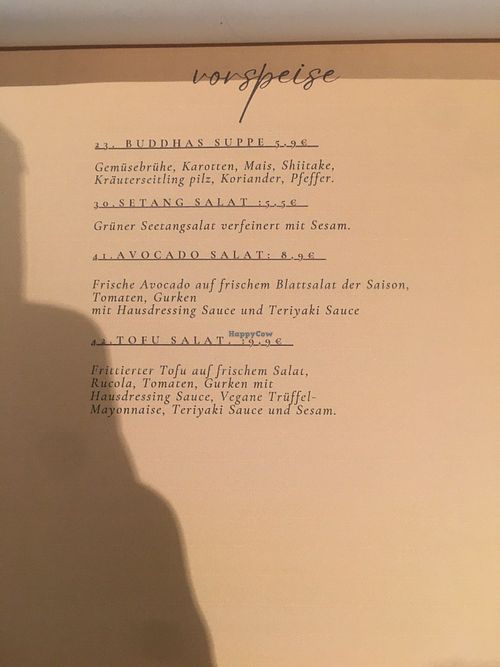 vorspeise
23. BUDDHAS SUPPE 5,9€
Gemüsebrühe, Karotten, Mais, Shiitake,
Kräuterseitling pilz, Koriander, Pfeffer.
30.SETANG SALAT :5,5€
Grüner Seetangsalat verfeinert mit Sesam.
41.AVOCADO SALAT: 8,9€
Frische Avocado auf frischem Blattsalat der Saison,
Tomaten, Gurken
mit Hausdressing Sauce und Teriyaki Sauce
HappyCow
42.TOFU SALAT. :9,9€
Frittierter Tofu auf frischem Salat,
Rucola, Tomaten, Gurken mit
Hausdressing Sauce, Vegane Trüffel-
Mayonnaise, Teriyaki Sauce und Sesam.